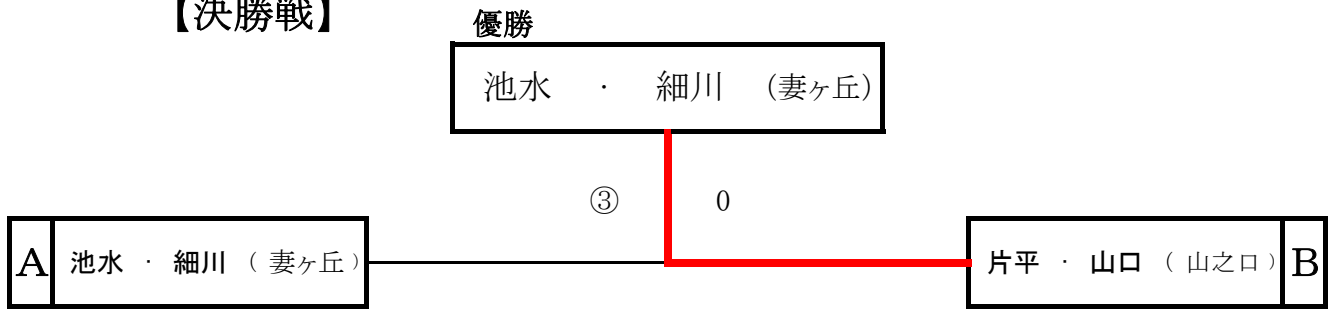 【決勝戦】
優勝
池水 ・ 細川 (妻ヶ丘)
③ 0
A 池水 ・ 細川 ( 妻ヶ丘 )
片平 ・ 山口 ( 山之口 ) B